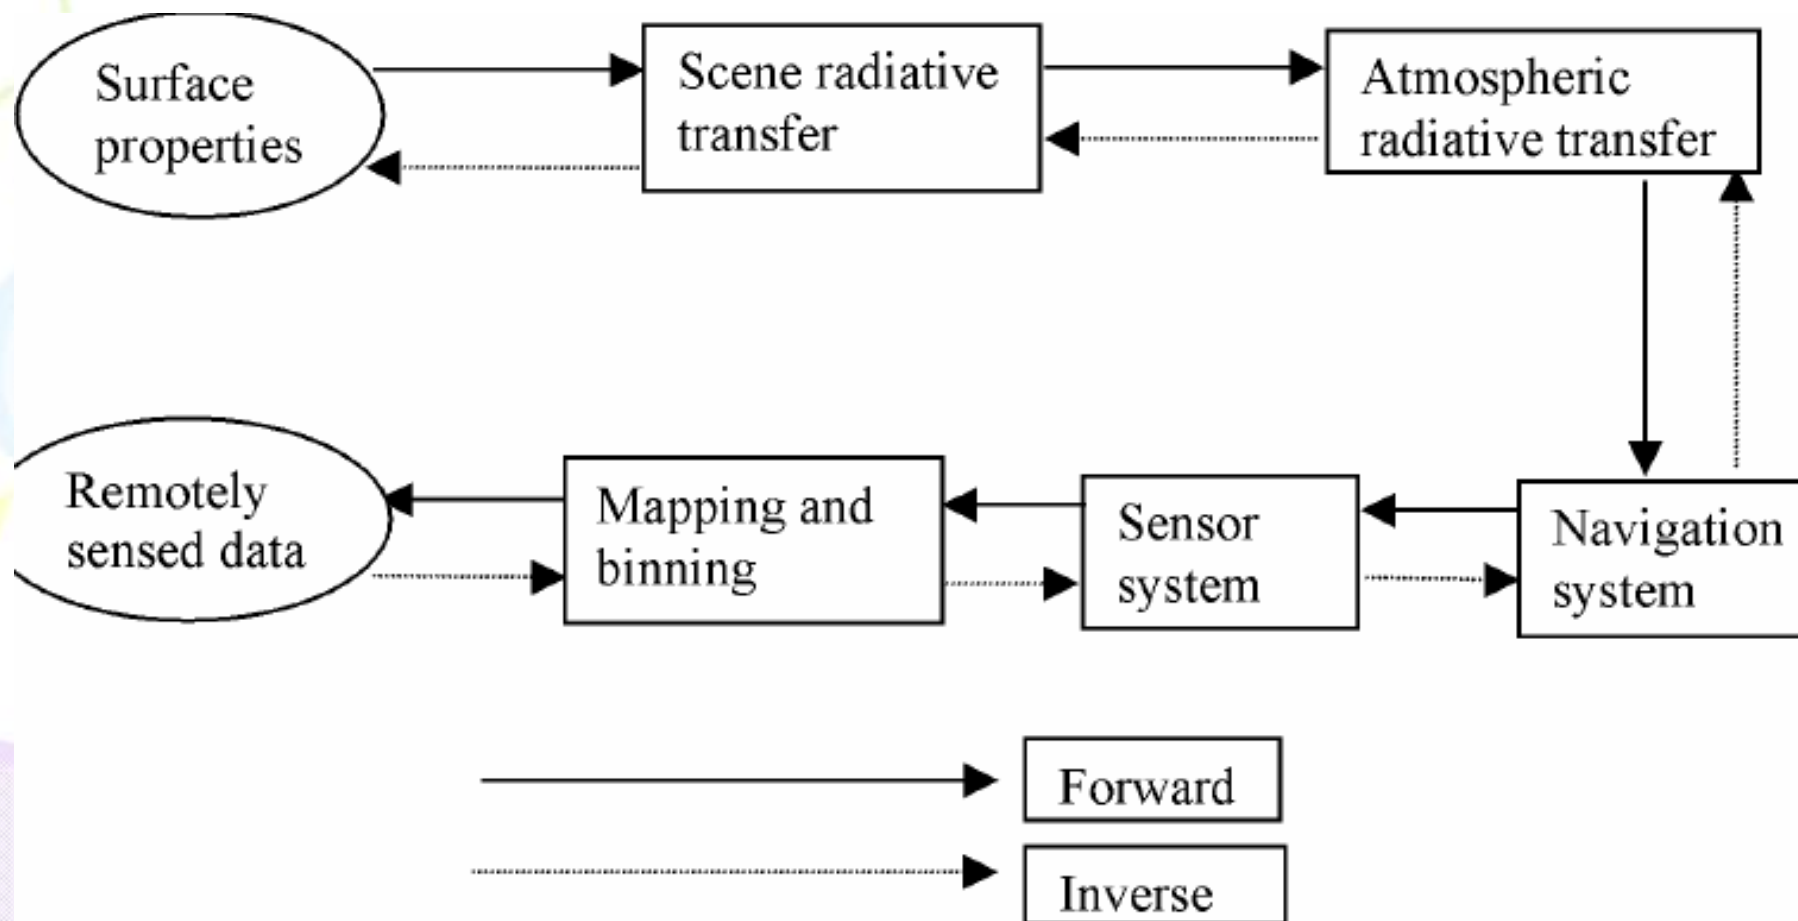 Surface
properties
Scene radiative
transfer
Atmospheric
radiative transfer
Remotely
sensed data
Mapping and
binning
Sensor
system
Navigation
system
Forward
Inverse